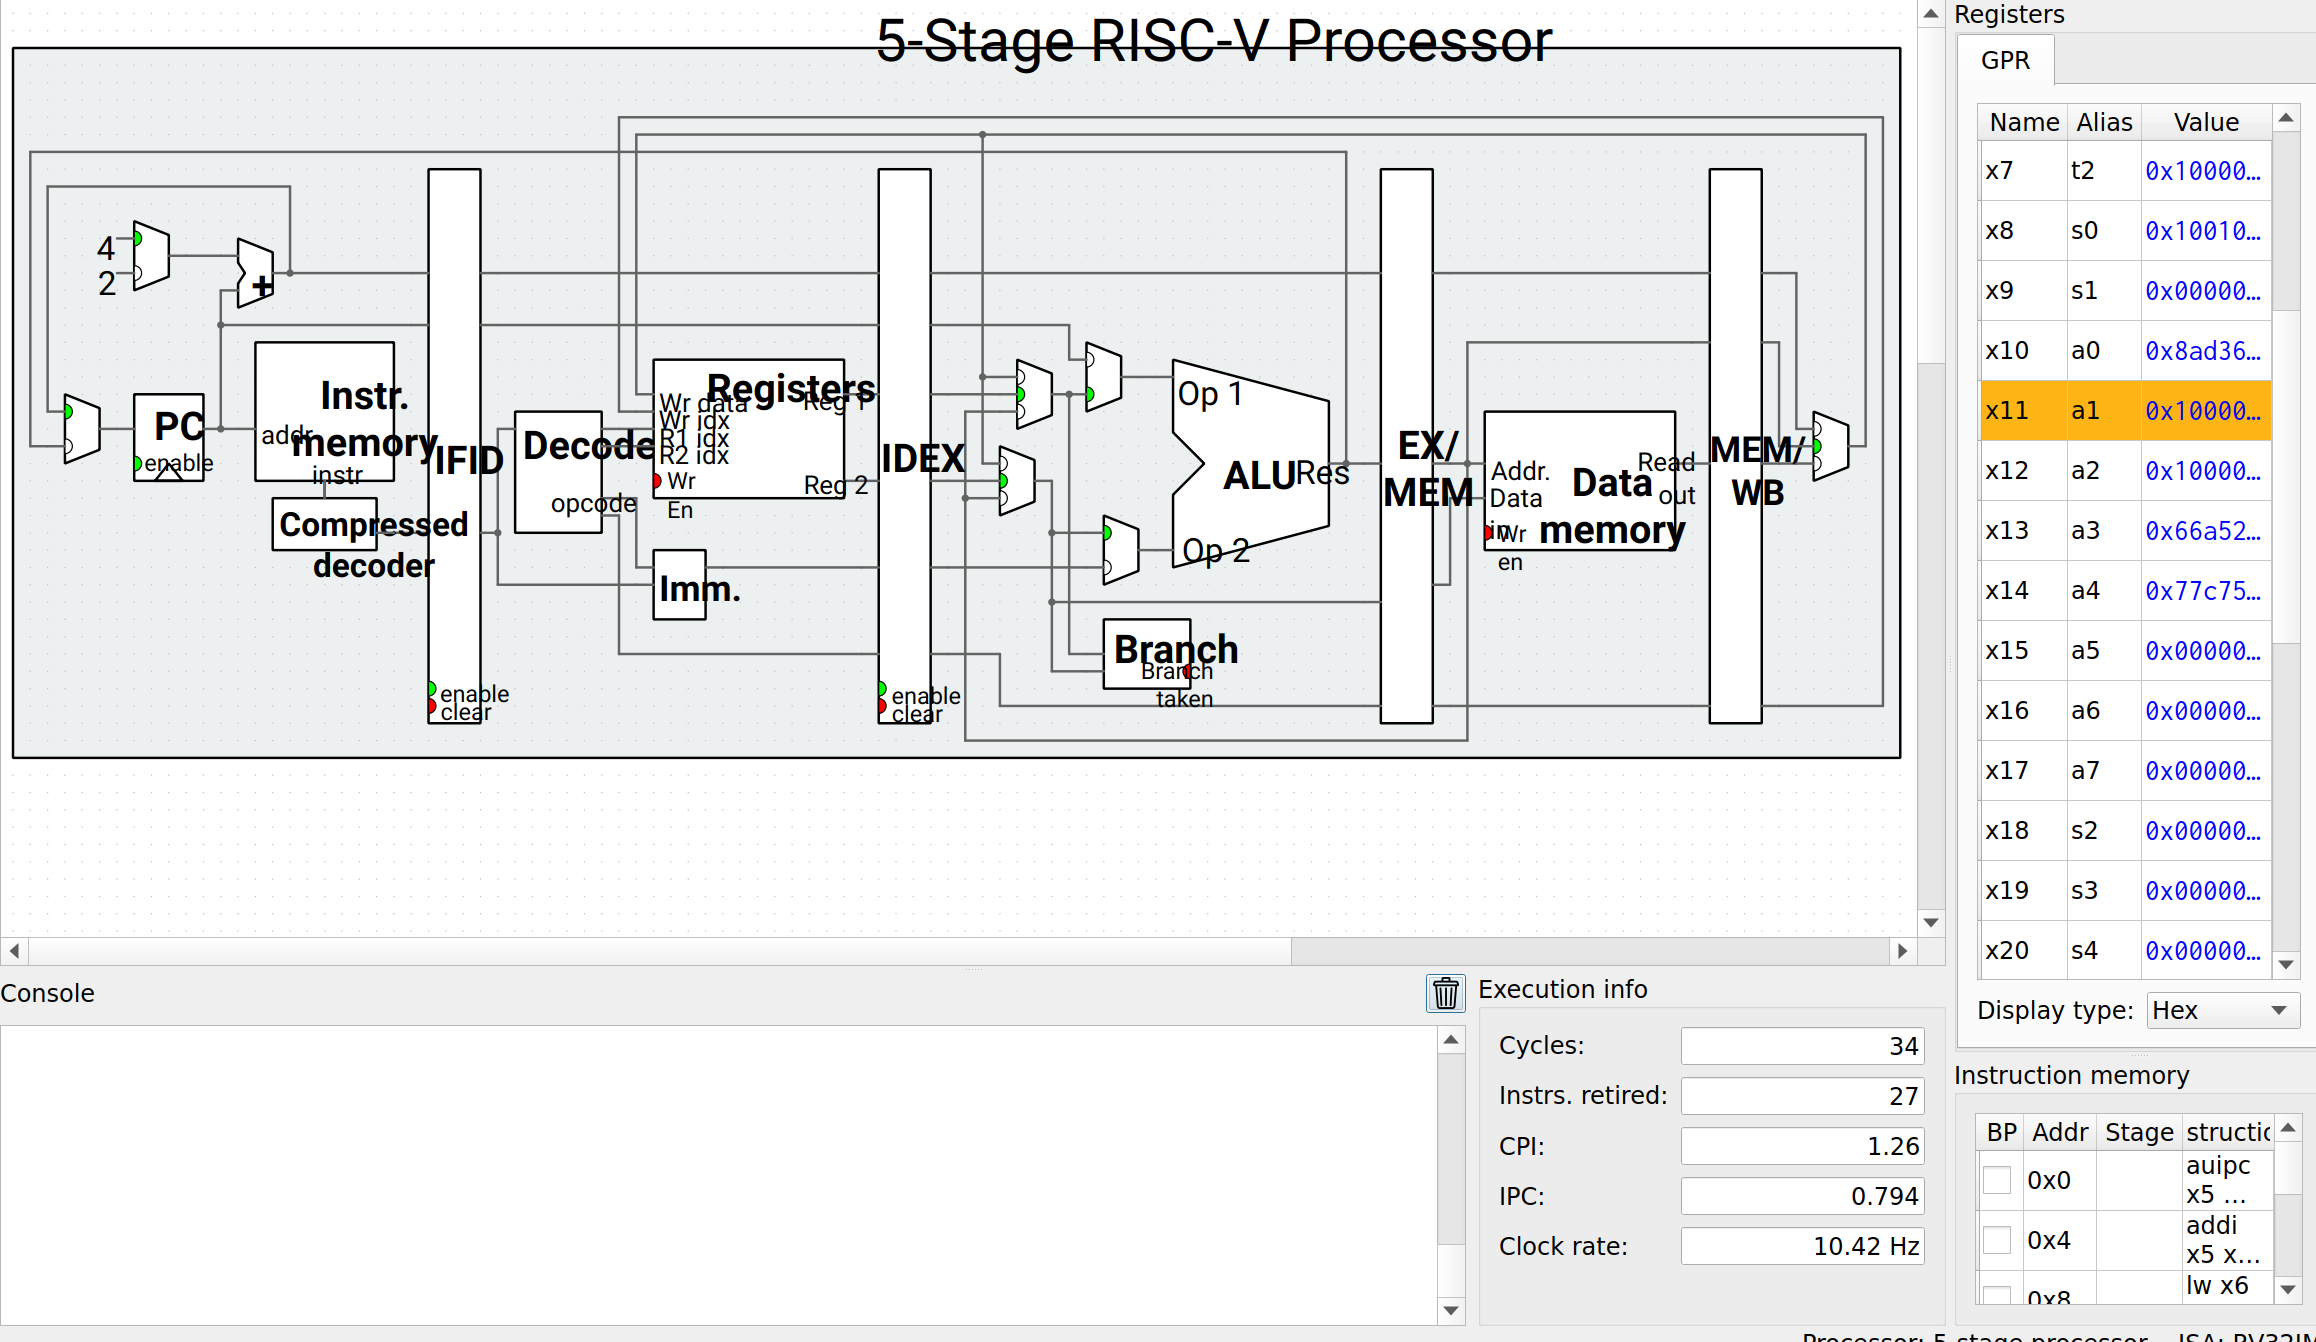 5-Stage RISC-V Processor
4
2
+
PC
enable
addr
Instr.
memory
instr
Compressed
decoder
IFID
enable
clear
Decode
opcode
Registers
Wr data
Wr idx
R1 idx
R2 idx
Wr
En
Reg 1
Reg 2
Imm.
IDEX
enable
clear
Op 1
ALU
Res
Op 2
Branch
Branch
taken
EX/
MEM
Addr.
Data
in
Wr
en
Data
memory
Read
out
MEM/
WB
Console
Execution info
Cycles: 34
Instrs. retired: 27
CPI: 1.26
IPC: 0.794
Clock rate: 10.42 Hz
Registers
GPR
Name Alias Value
x7 t2 0x10000...
x8 s0 0x10010...
x9 s1 0x00000...
x10 a0 0x8ad36...
x11 a1 0x10000...
x12 a2 0x10000...
x13 a3 0x66a52...
x14 a4 0x77c75...
x15 a5 0x00000...
x16 a6 0x00000...
x17 a7 0x00000...
x18 s2 0x00000...
x19 s3 0x00000...
x20 s4 0x00000...
Display type: Hex
Instruction memory
BP Addr Stage structic
0x0 auipc
x5 ...
0x4 addi
x5 x...
0x8 lw x6
Processor: 5-stage processor ISA: RV32IM